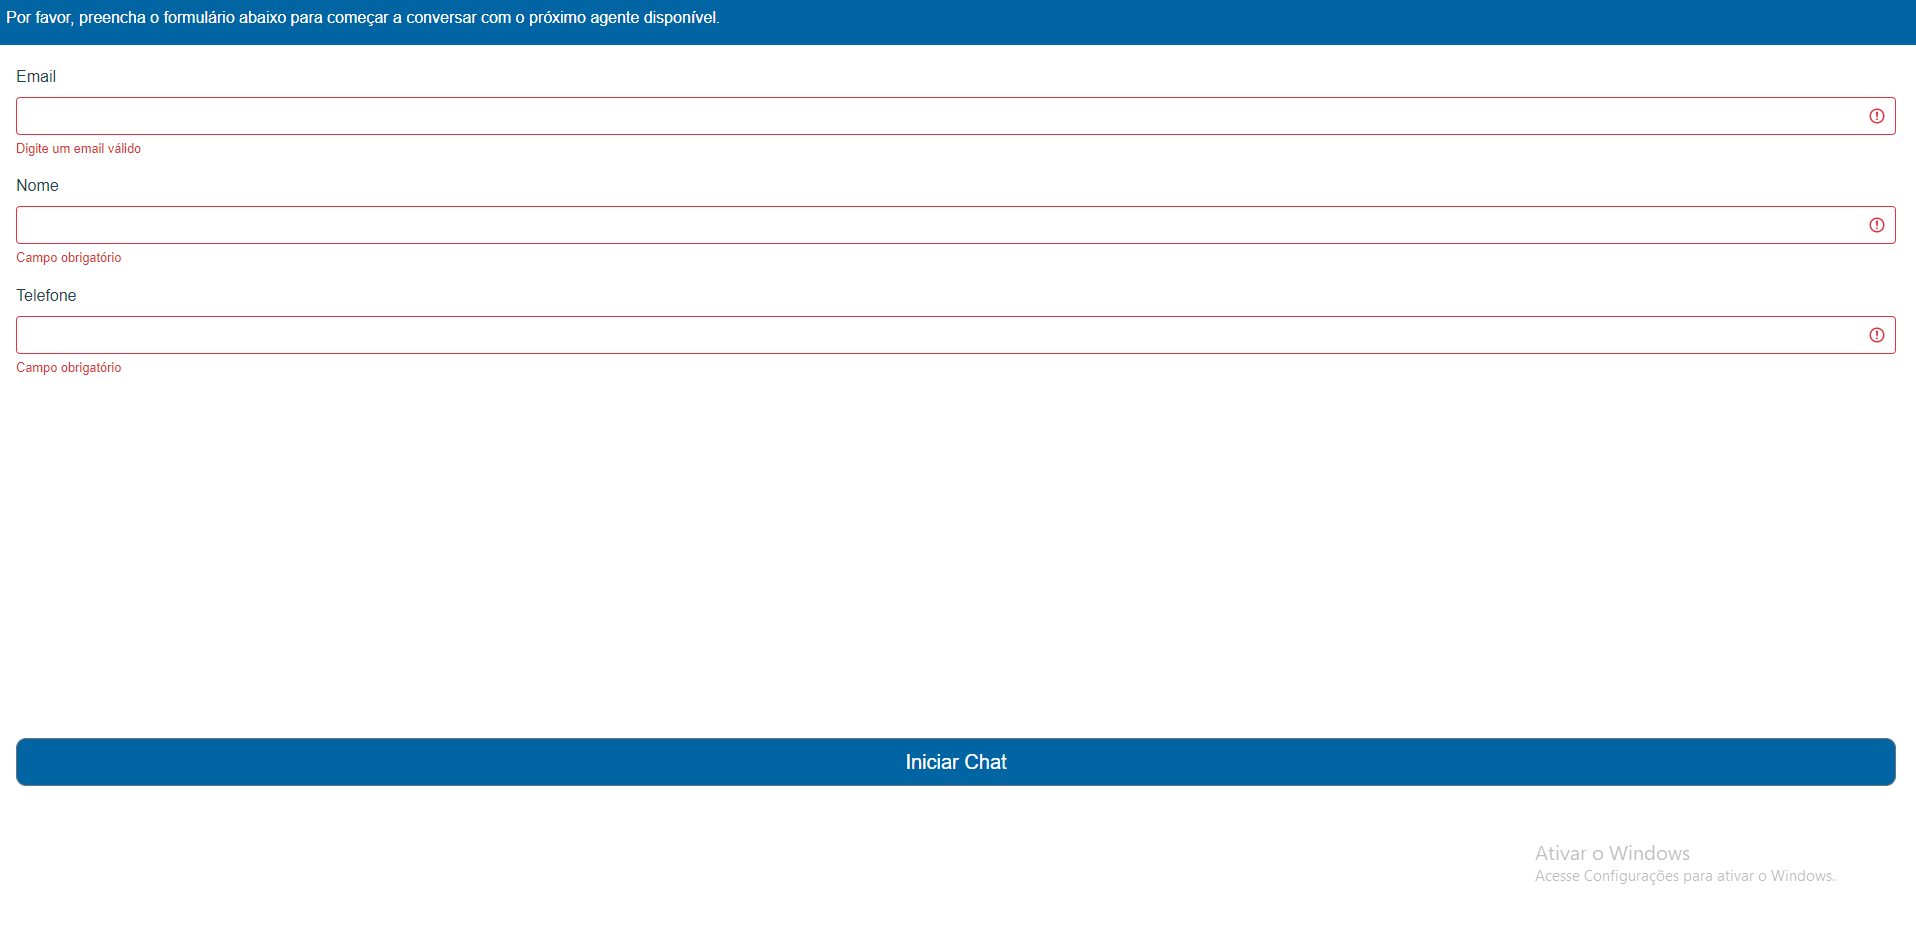 Por favor, preencha o formulário abaixo para começar a conversar com o próximo agente disponível.
Email
Digite um email válido
Nome
Campo obrigatório
Telefone
Campo obrigatório
Iniciar Chat
Ativar o Windows
Acesse Configurações para ativar o Windows.